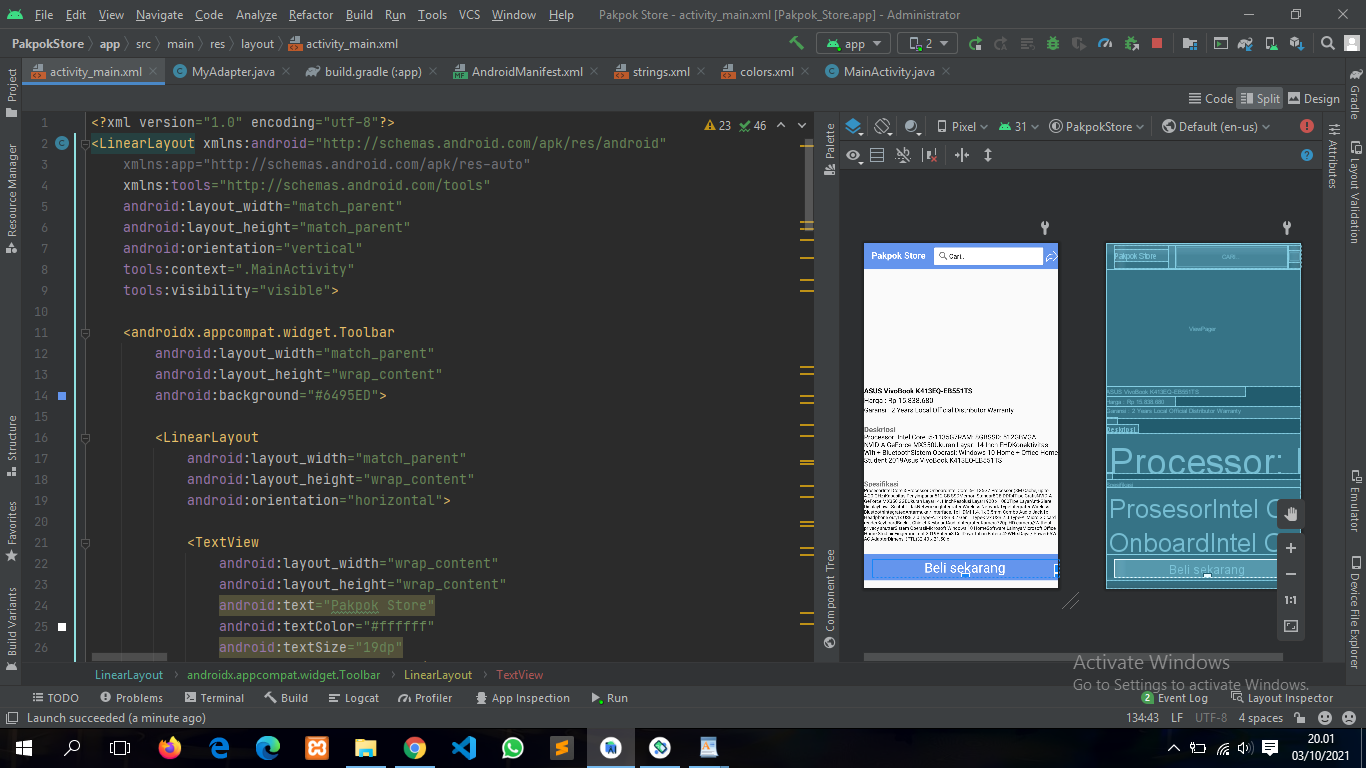 File Edit View Navigate Code Analyze Refactor Build Run Tools VCS Window Help Pakpok Store - activity_main.xml [Pakpok_Store.app] - Administrator
PakpokStore app src main res layout activity_main.xml app 2
activity_main.xml MyAdapter.java build.gradle (:app) AndroidManifest.xml strings.xml colors.xml MainActivity.java
Code Split Design
Project
Resource Manager
Structure
Favorites
Build Variants
1 <?xml version="1.0" encoding="utf-8"?>
2 <LinearLayout xmlns:android="http://schemas.android.com/apk/res/android"
3 xmlns:app="http://schemas.android.com/apk/res-auto"
4 xmlns:tools="http://schemas.android.com/tools"
5 android:layout_width="match_parent"
6 android:layout_height="match_parent"
7 android:orientation="vertical"
8 tools:context=".MainActivity"
9 tools:visibility="visible">
10
11 <androidx.appcompat.widget.Toolbar
12 android:layout_width="match_parent"
13 android:layout_height="wrap_content"
14 android:background="#6495ED">
15
16 <LinearLayout
17 android:layout_width="match_parent"
18 android:layout_height="wrap_content"
19 android:orientation="horizontal">
20
21 <TextView
22 android:layout_width="wrap_content"
23 android:layout_height="wrap_content"
24 android:text="Pakpok Store"
25 android:textColor="#ffffff"
26 android:textSize="19dp"
23 46
Palette
Component Tree
Pixel 31 PakpokStore Default (en-us)
Pakpok Store Cari..
ASUS VivoBook K413EQ-EB551TS
Harga : Rp 15.838.680
Garansi : 2 Years Local Official Distributor Warranty
Deskripsi
Student 2019Asus VivoBook K413EQ-EB551TS
Spesifikasi
Beli sekarang
Pakpok Store CARI...
ViewPager
ASUS VivoBook K413EQ-EB551TS
Harga : Rp 15.838.680
Garansi : 2 Years Local Official Distributor Warranty
Deskripsi
Processor:
Spesifikasi
ProsesorIntel
OnboardIntel
Beli sekarang
1:1
Attributes
Gradle
Layout Validation
Emulator
Device File Explorer
Activate Windows
Go to Settings to activate Windows.
LinearLayout androidx.appcompat.widget.Toolbar LinearLayout TextView
TODO Problems Terminal Build Logcat Profiler App Inspection Run 2 Event Log Layout Inspector
Launch succeeded (a minute ago) 134:43 LF UTF-8 4 spaces
20.01
03/10/2021